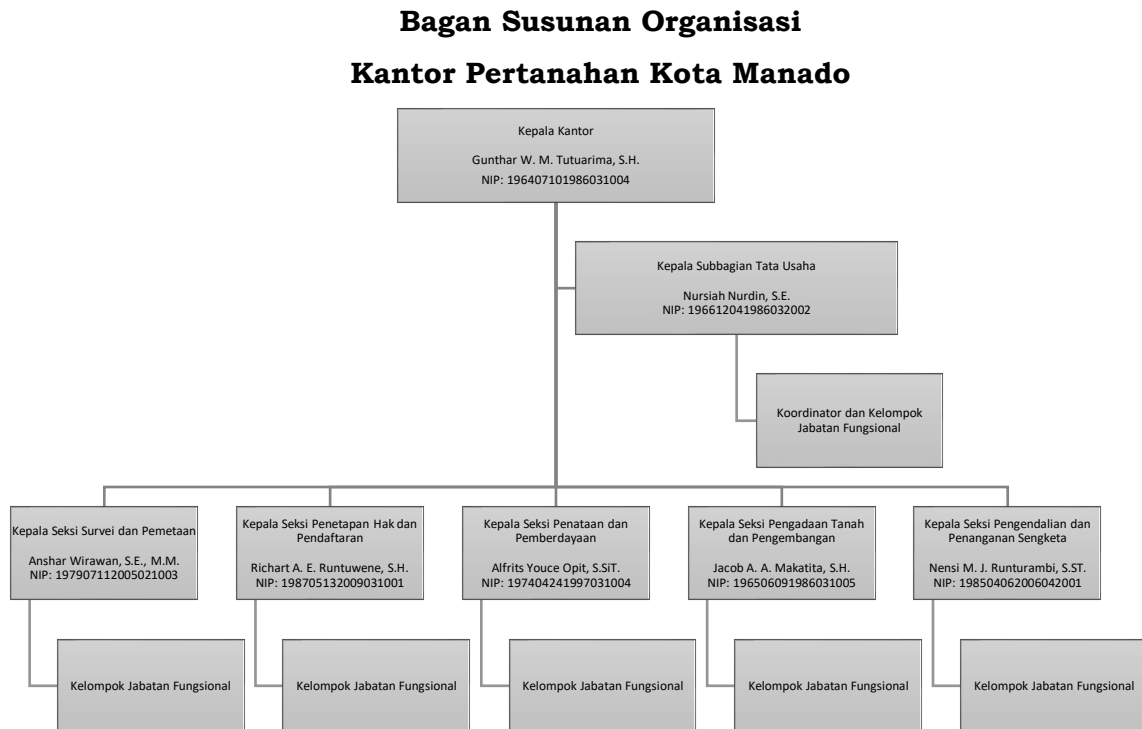 Bagan Susunan Organisasi
Kantor Pertanahan Kota Manado
Kepala Kantor
Gunthar W. M. Tutuarima, S.H.
NIP: 196407101986031004
Kepala Subbagian Tata Usaha
Nursiah Nurdin, S.E.
NIP: 196612041986032002
Koordinator dan Kelompok
Jabatan Fungsional
Kepala Seksi Survei dan Pemetaan
Anshar Wirawan, S.E., M.M.
NIP: 197907112005021003
Kepala Seksi Penetapan Hak dan
Pendaftaran
Richart A. E. Runtuwene, S.H.
NIP: 198705132009031001
Kepala Seksi Penataan dan
Pemberdayaan
Alfrits Youce Opit, S.SiT.
NIP: 197404241997031004
Kepala Seksi Pengadaan Tanah
dan Pengembangan
Jacob A. A. Makatita, S.H.
NIP: 196506091986031005
Kepala Seksi Pengendalian dan
Penanganan Sengketa
Nensi M. J. Runturambi, S.ST.
NIP: 198504062006042001
Kelompok Jabatan Fungsional
Kelompok Jabatan Fungsional
Kelompok Jabatan Fungsional
Kelompok Jabatan Fungsional
Kelompok Jabatan Fungsional